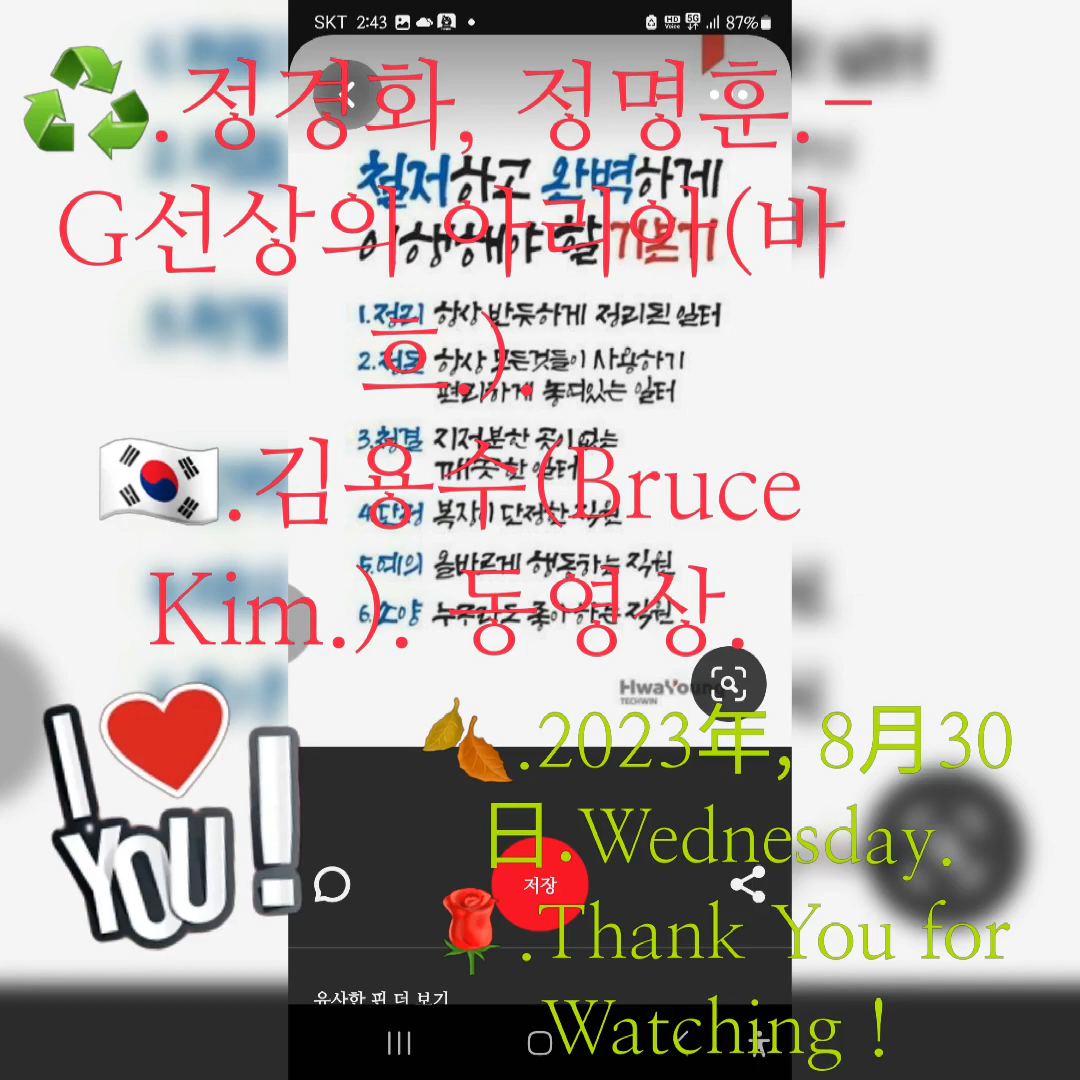 SKT 2:43
HD Voice 5G 87%
.정경화, 정명훈.-
G선상의 아리아(바
흐.).
.김용수(Bruce
Kim.). 동영상.
철저하고 완벽하게
이행해야 할 기본기
1.정리 항상 반듯하게 정리된 일터
2.정돈 항상 모든것들이 사용하기
편리하게 놓여있는 일터
3.청결 지저분한 곳이 없는
깨끗한 일터
4.단정 복장이 단정한 직원
5.예의 올바르게 행동하는 직원
6.소양 누구라도 좋아하는 직원
HwaYoung
TECHWIN
I
YOU!
.2023年, 8月30
日.Wednesday.
.Thank You for
Watching !
저장
유사한 핀 더 보기